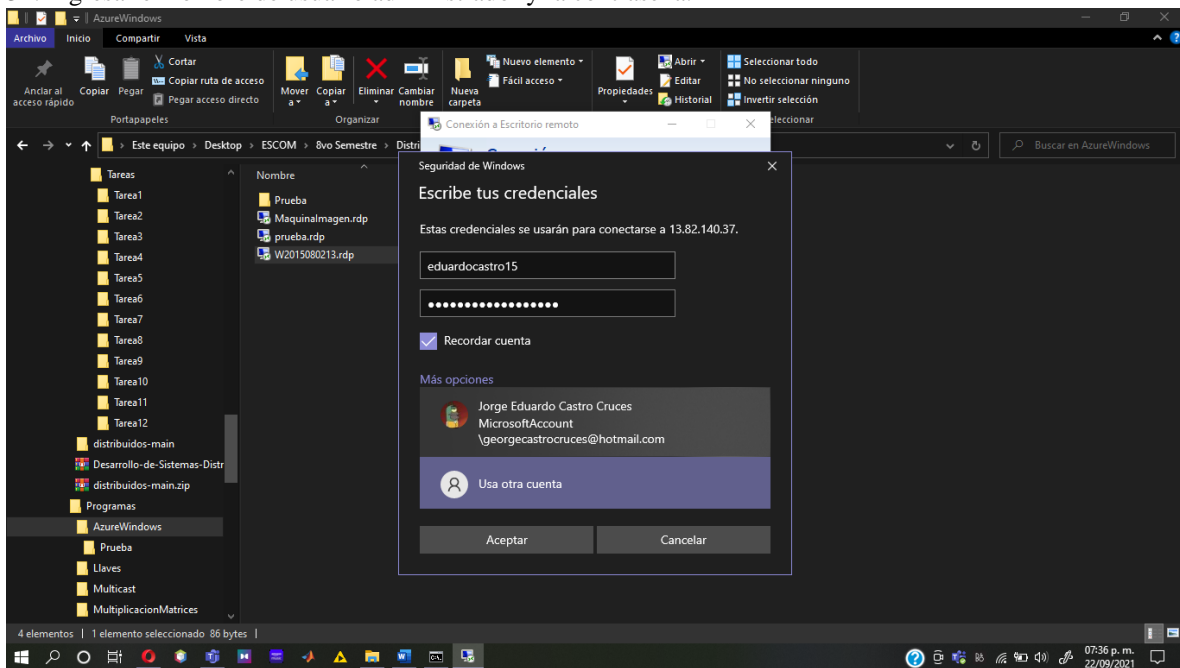 AzureWindows
Archivo Inicio Compartir Vista
Anclar al acceso rápido
Copiar
Pegar
Cortar
Copiar ruta de acceso
Pegar acceso directo
Portapapeles
Mover a
Copiar a
Eliminar
Cambiar nombre
Organizar
Nueva carpeta
Nuevo elemento
Fácil acceso
Propiedades
Abrir
Editar
Historial
Seleccionar todo
No seleccionar ninguno
Invertir selección
eleccionar
Conexión a Escritorio remoto
Este equipo > Desktop > ESCOM > 8vo Semestre > Distri
Buscar en AzureWindows
Tareas
Tarea1
Tarea2
Tarea3
Tarea4
Tarea5
Tarea6
Tarea7
Tarea8
Tarea9
Tarea10
Tarea11
Tarea12
distribuidos-main
Desarrollo-de-Sistemas-Distr
distribuidos-main.zip
Programas
AzureWindows
Prueba
Llaves
Multicast
MultiplicacionMatrices
Nombre
Prueba
MaquinaImagen.rdp
prueba.rdp
W2015080213.rdp
Seguridad de Windows
Escribe tus credenciales
Estas credenciales se usarán para conectarse a 13.82.140.37.
eduardocastro15
••••••••••••••••••
Recordar cuenta
Más opciones
Jorge Eduardo Castro Cruces
MicrosoftAccount
\georgecastrocruces@hotmail.com
Usa otra cuenta
Aceptar Cancelar
4 elementos | 1 elemento seleccionado 86 bytes |
07:36 p. m.
22/09/2021